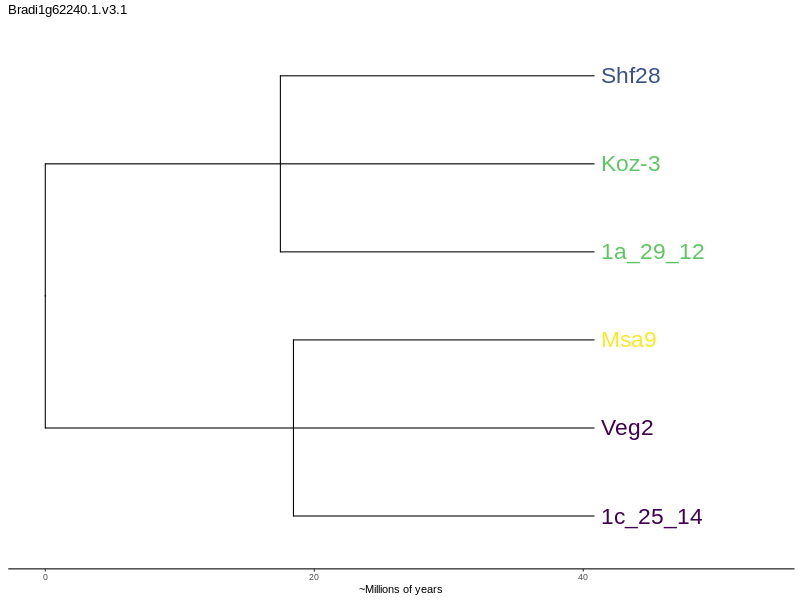 Bradi1g62240.1.v3.1
Shf28
Koz-3
1a_29_12
Msa9
Veg2
1c_25_14
0 20 40
~Millions of years